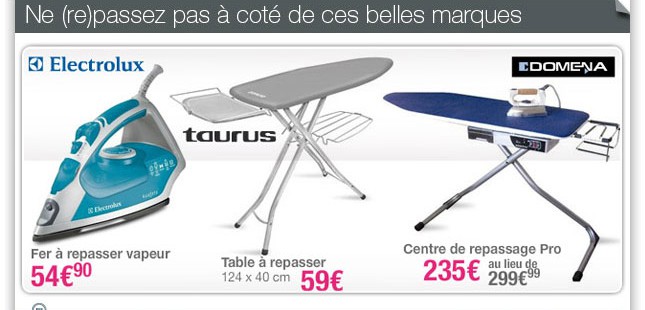 Ne (re)passez pas à coté de ces belles marques
Electrolux
DOMENA
taurus
Electrolux
Fer à repasser vapeur
54€90
Table à repasser
124 x 40 cm 59€
Centre de repassage Pro
235€ au lieu de 299€99